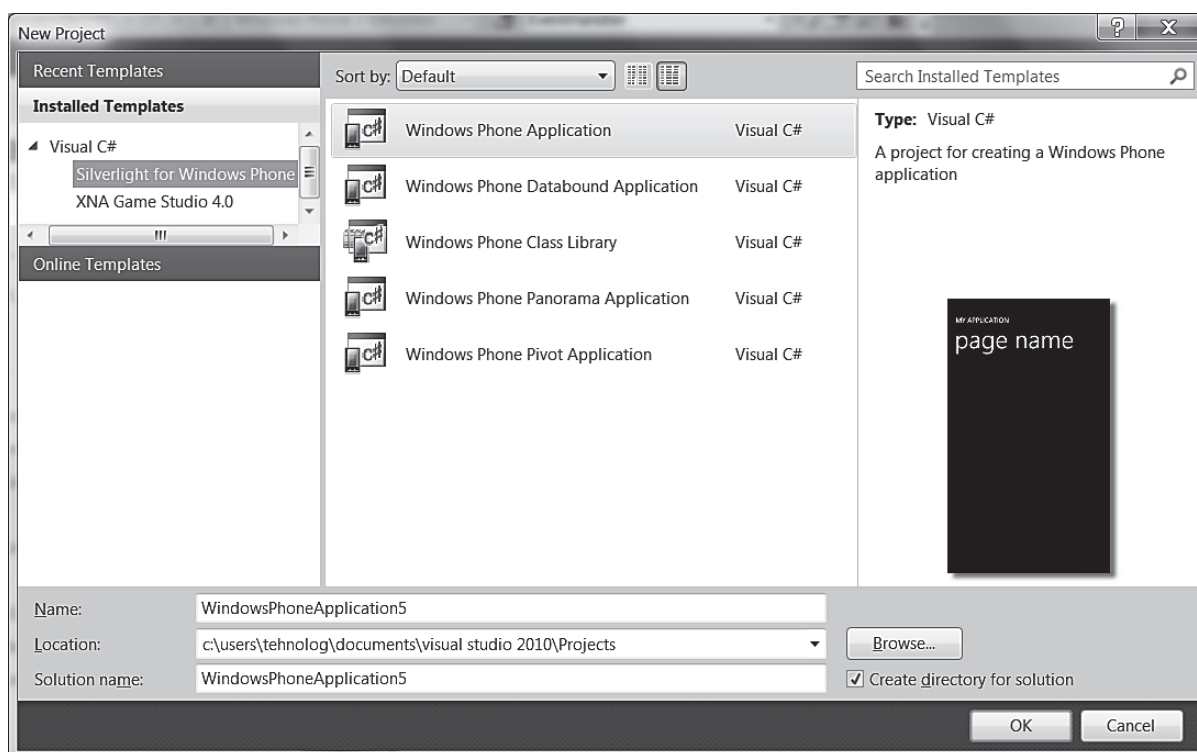 EventHandler
New Project
Recent Templates
Installed Templates
Visual C#
Silverlight for Windows Phone
XNA Game Studio 4.0
Online Templates
Sort by: Default
Windows Phone Application Visual C#
Windows Phone Databound Application Visual C#
Windows Phone Class Library Visual C#
Windows Phone Panorama Application Visual C#
Windows Phone Pivot Application Visual C#
Search Installed Templates
Type: Visual C#
A project for creating a Windows Phone
application
MY APPLICATION
page name
Name: WindowsPhoneApplication5
Location: c:\users\tehnolog\documents\visual studio 2010\Projects
Browse...
Solution name: WindowsPhoneApplication5
Create directory for solution
OK Cancel